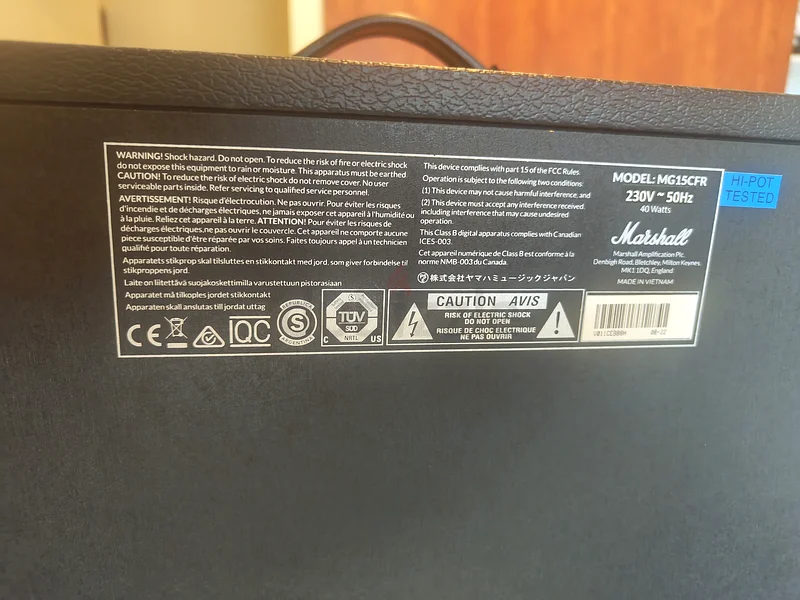 WARNING! Shock hazard. Do not open. To reduce the risk of fire or electric shock
do not expose this equipment to rain or moisture. This apparatus must be earthed.
CAUTION! To reduce the risk of electric shock do not remove cover. No user
serviceable parts inside. Refer servicing to qualified service personnel.
AVERTISSEMENT! Risque d'électrocution. Ne pas ouvrir. Pour éviter les risques
d'incendie et de décharges électriques, ne jamais exposer cet appareil à l'humidité ou
à la pluie. Reliez cet appareil à la terre. ATTENTION! Pour éviter les risques de
décharges électriques,ne pas ouvrir le couvercle. Cet appareil ne comporte aucune
piece susceptible d'être réparée par vos soins. Faites toujours appel à un technicien
qualifié pour toute réparation.
Apparatets stikprop skal tilsluttes en stikkontakt med jord, som giver forbindelse til
stikproppens jord.
Laite on liitettävä suojakoskettimilla varustettuun pistorasiaan
Apparatet må tilkoples jordet stikkontakt
Apparaten skall anslutas till jordat uttag
CE
IQC
REPUBLICA
S
ARGENTINA
TÜV
SÜD
C NRTL US
This device complies with part 15 of the FCC Rules.
Operation is subject to the following two conditions:
(1) This device may not cause harmful interference, and
(2) This device must accept any interference received,
including interference that may cause undesired
operation.
This Class B digital apparatus complies with Canadian
ICES-003.
Cet appareil numérique de Class B est conforme à la
norme NMB-003 du Canada.
株式会社ヤマハミュージックジャパン
CAUTION AVIS
RISK OF ELECTRIC SHOCK
DO NOT OPEN
RISQUE DE CHOC ELECTRIQUE
NE PAS OUVRIR
MODEL: MG15CFR
230V ~ 50Hz
40 Watts
Marshall
Marshall Amplification Plc.
Denbigh Road, Bletchley, Milton Keynes,
MK1 1DQ, England
MADE IN VIETNAM
08-22
HI-POT
TESTED